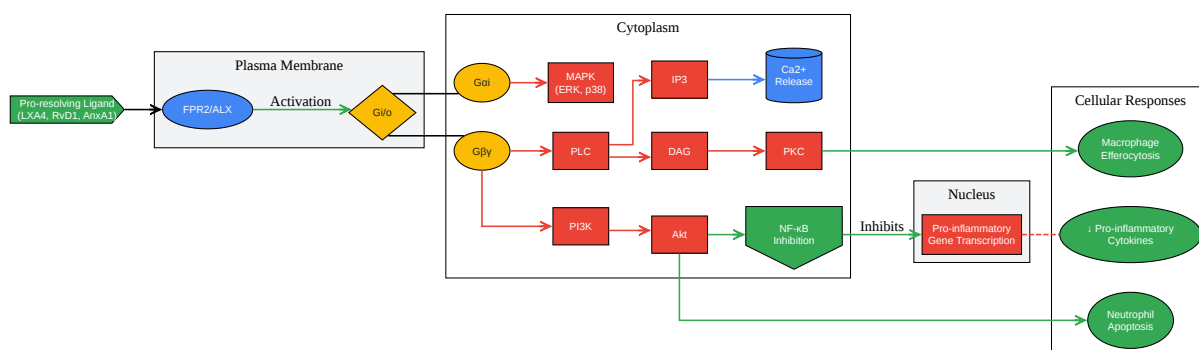 Cytoplasm
Plasma Membrane
Pro-resolving Ligand
(LXA4, RvD1, AnxA1)
FPR2/ALX
Activation
Gi/o
Gαi
MAPK
(ERK, p38)
IP3
Ca2+
Release
Gβγ
PLC
DAG
PKC
PI3K
Akt
NF-κB
Inhibition
Inhibits
Nucleus
Pro-inflammatory
Gene Transcription
Cellular Responses
Macrophage
Efferocytosis
↓ Pro-inflammatory
Cytokines
Neutrophil
Apoptosis